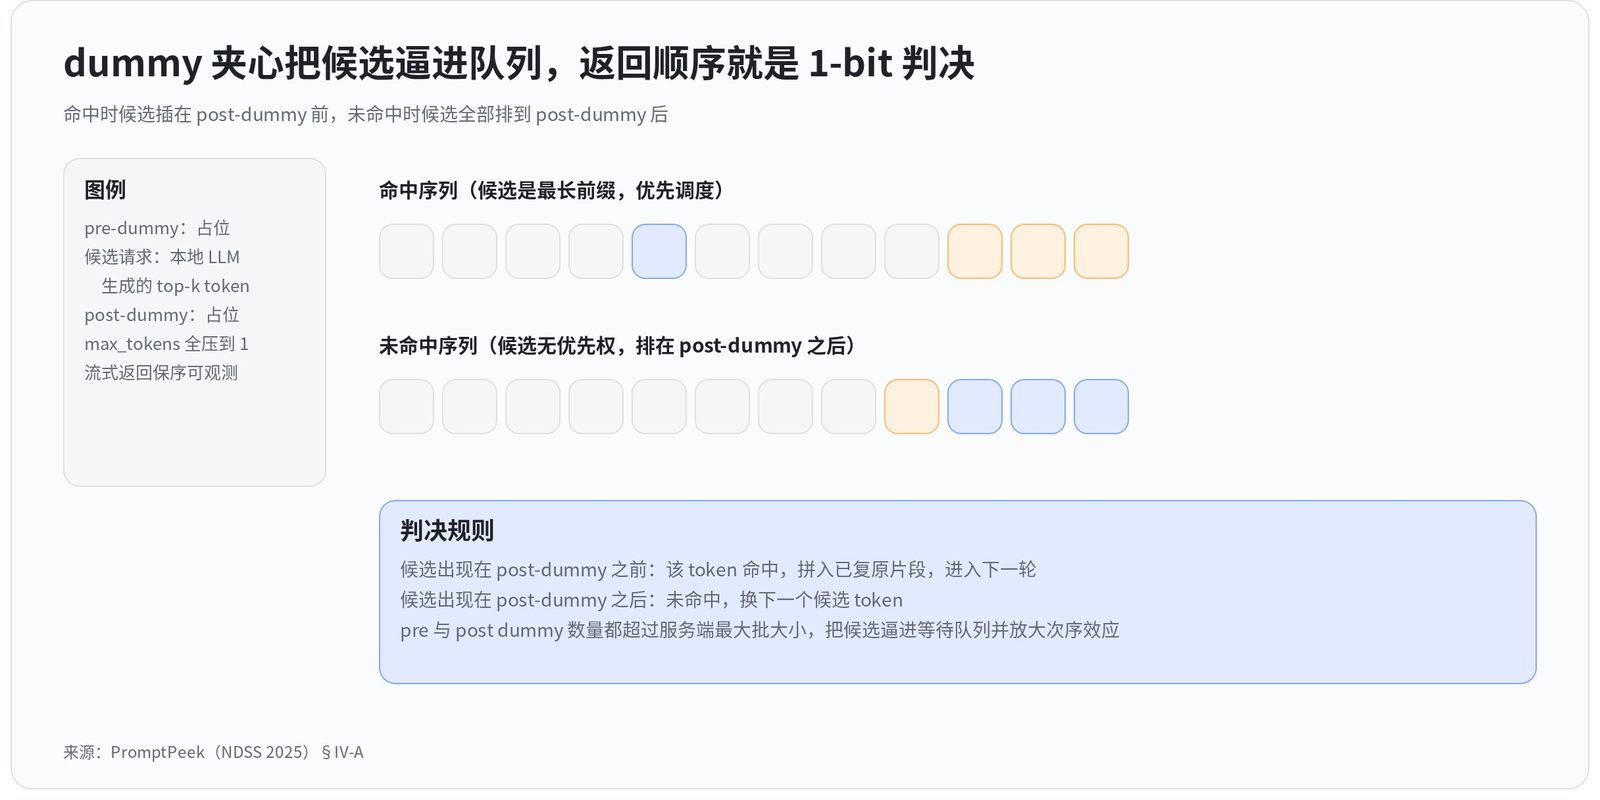 dummy 夹心把候选逼进队列，返回顺序就是 1-bit 判决
命中时候选插在 post-dummy 前，未命中时候选全部排到 post-dummy 后
图例
pre-dummy：占位
候选请求：本地 LLM
生成的 top-k token
post-dummy：占位
max_tokens 全压到 1
流式返回保序可观测
命中序列（候选是最长前缀，优先调度）
未命中序列（候选无优先权，排在 post-dummy 之后）
判决规则
候选出现在 post-dummy 之前：该 token 命中，拼入已复原片段，进入下一轮
候选出现在 post-dummy 之后：未命中，换下一个候选 token
pre 与 post dummy 数量都超过服务端最大批大小，把候选逼进等待队列并放大次序效应
来源：PromptPeek（NDSS 2025） § IV-A